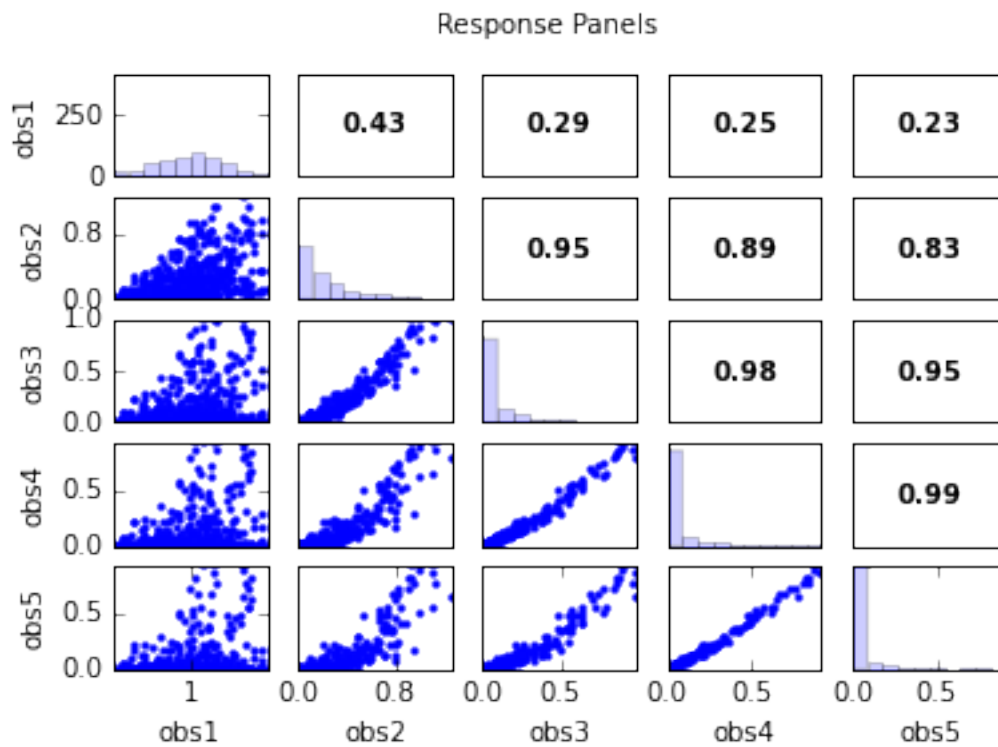 Response Panels
obs1 250 0 0.43 0.29 0.25 0.23
obs2 0.8 0.0 0.95 0.89 0.83
obs3 1.0 0.5 0.0 0.98 0.95
obs4 0.5 0.0 0.99
obs5 0.5 0.0
1 0.0 0.8 0.0 0.5 0.0 0.5 0.0 0.5
obs1 obs2 obs3 obs4 obs5